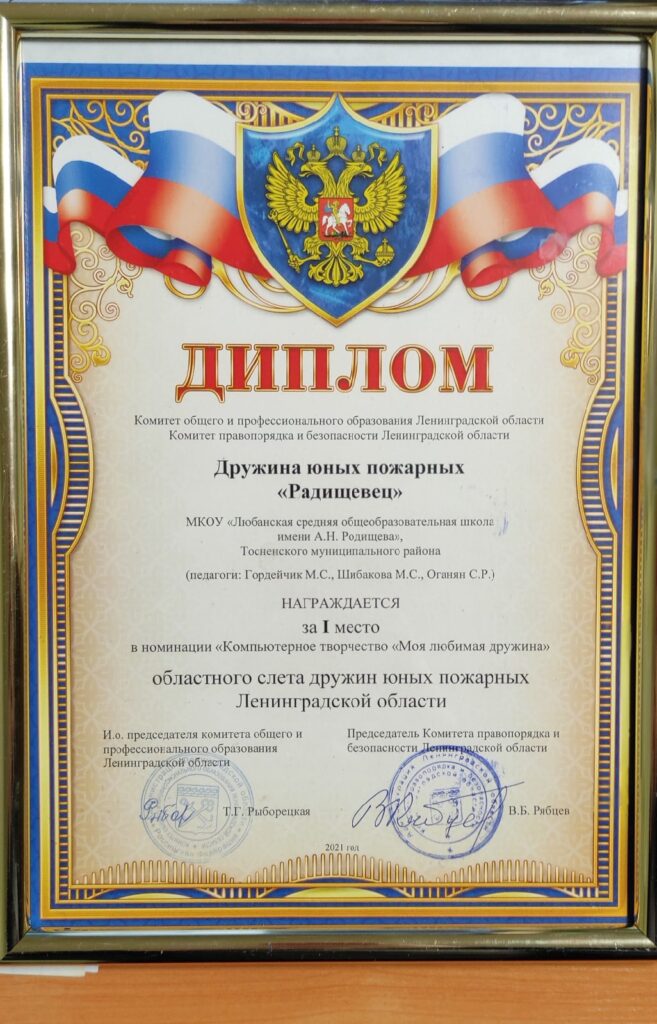 ДИПЛОМ
Комитет общего и профессионального образования Ленинградской области
Комитет правопорядка и безопасности Ленинградской области
Дружина юных пожарных
«Радищевец»
МКОУ «Любанская средняя общеобразовательная школа
имени А.Н. Родищева»,
Тосненского муниципального района
(педагоги: Гордейчик М.С., Шибакова М.С., Оганян С.Р.)
НАГРАЖДАЕТСЯ
за I место
в номинации «Компьютерное творчество «Моя любимая дружина»
областного слета дружин юных пожарных
Ленинградской области
И.о. председателя комитета общего и
профессионального образования
Ленинградской области
Т.Г. Рыборецкая
Председатель Комитета правопорядка и
безопасности Ленинградской области
В.Б. Рябцев
2021 год